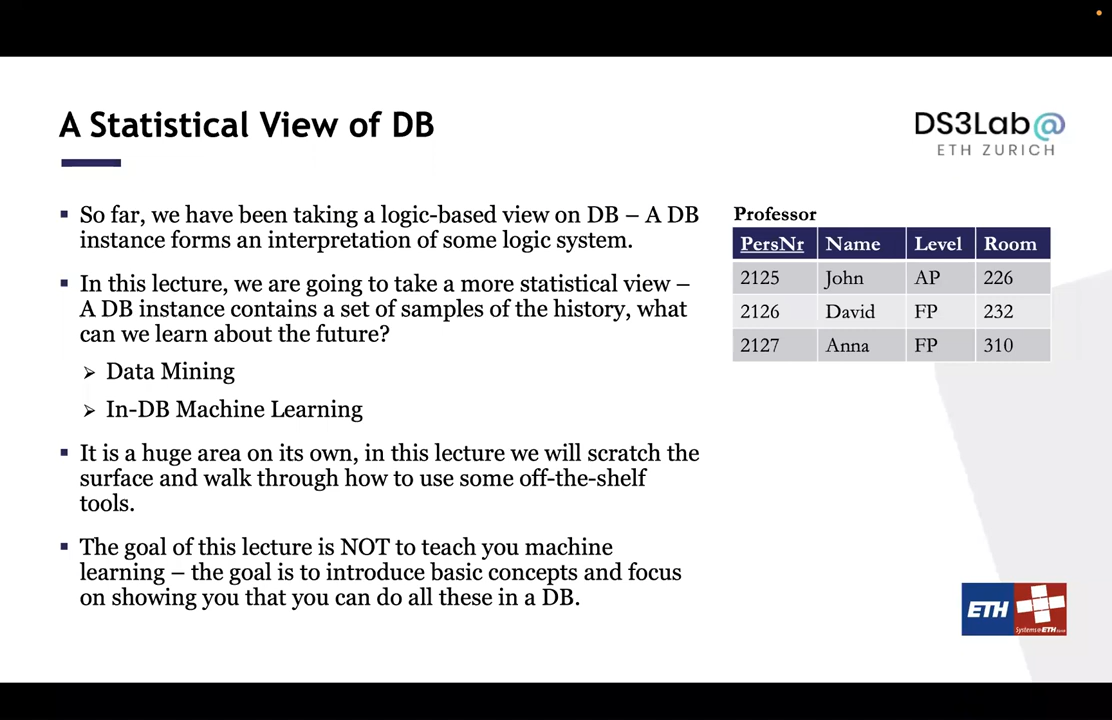 A Statistical View of DB
DS3Lab@
ETH ZURICH
▪ So far, we have been taking a logic-based view on DB – A DB
instance forms an interpretation of some logic system.
▪ In this lecture, we are going to take a more statistical view –
A DB instance contains a set of samples of the history, what
can we learn about the future?
➢ Data Mining
➢ In-DB Machine Learning
▪ It is a huge area on its own, in this lecture we will scratch the
surface and walk through how to use some off-the-shelf
tools.
▪ The goal of this lecture is NOT to teach you machine
learning – the goal is to introduce basic concepts and focus
on showing you that you can do all these in a DB.
Professor
PersNr Name Level Room
2125 John AP 226
2126 David FP 232
2127 Anna FP 310
ETH
Systems@ETH